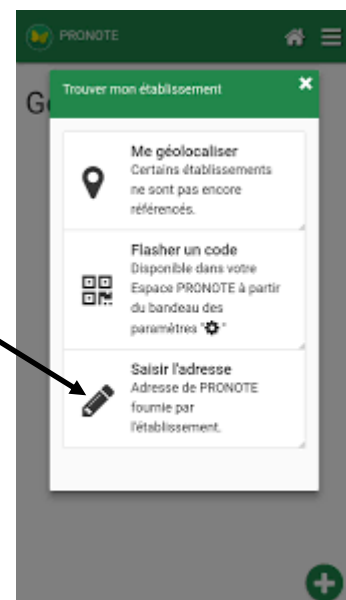 PRONOTE
Ge
Trouver mon établissement
Me géolocaliser
Certains établissements
ne sont pas encore
référencés.
Flasher un code
Disponible dans votre
Espace PRONOTE à partir
du bandeau des
paramètres "⚙"
Saisir l'adresse
Adresse de PRONOTE
fournie par
l'établissement.